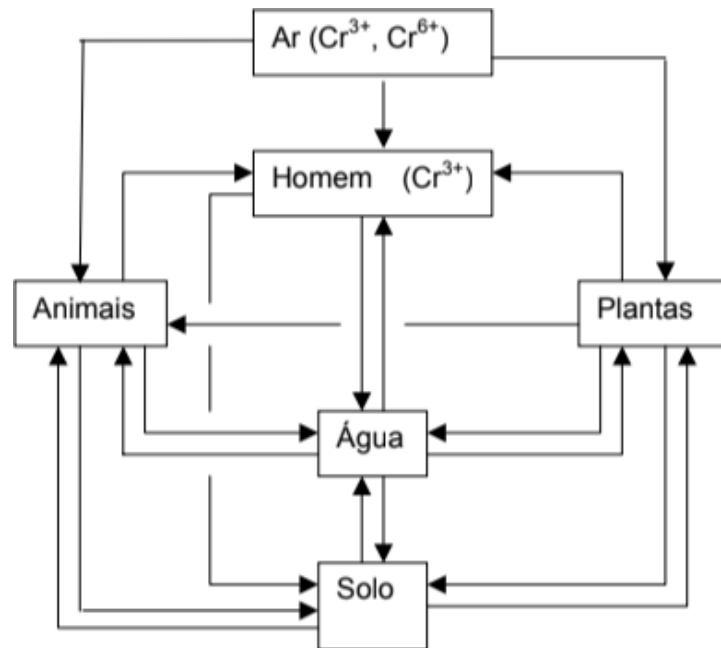 Ar (Cr³⁺, Cr⁶⁺)
Homem (Cr³⁺)
Animais
Plantas
Água
Solo